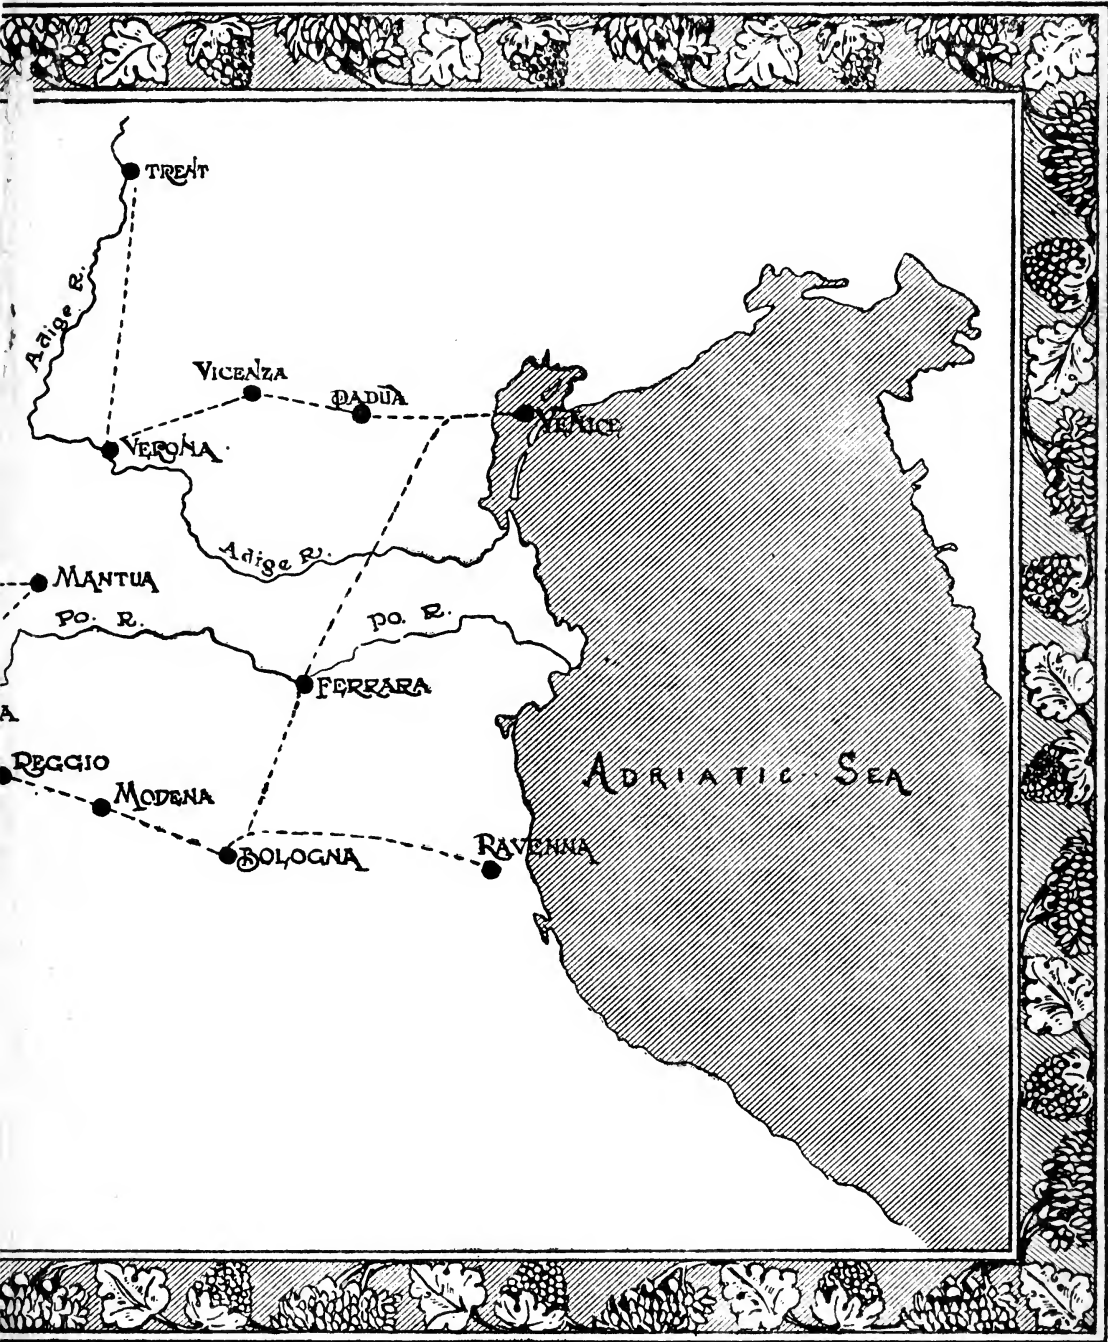 TRENT
Adige R.
VICENZA
PADUA
VENICE
VERONA
Adige R.
MANTUA
Po. R.
Po. R.
FERRARA
A
REGGIO
ADRIATIC SEA
MODENA
RAVENNA
BOLOGNA